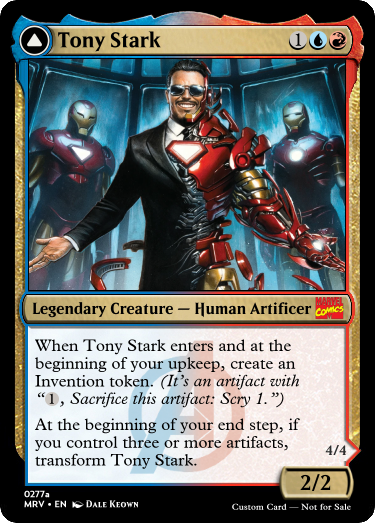 Tony Stark 1
Legendary Creature — Human Artificer MARVEL COMICS
When Tony Stark enters and at the
beginning of your upkeep, create an
Invention token. (It's an artifact with
“1, Sacrifice this artifact: Scry 1.”)
At the beginning of your end step, if
you control three or more artifacts,
transform Tony Stark.
4/4
2/2
0277a
MRV • EN Dale Keown
Custom Card — Not for Sale